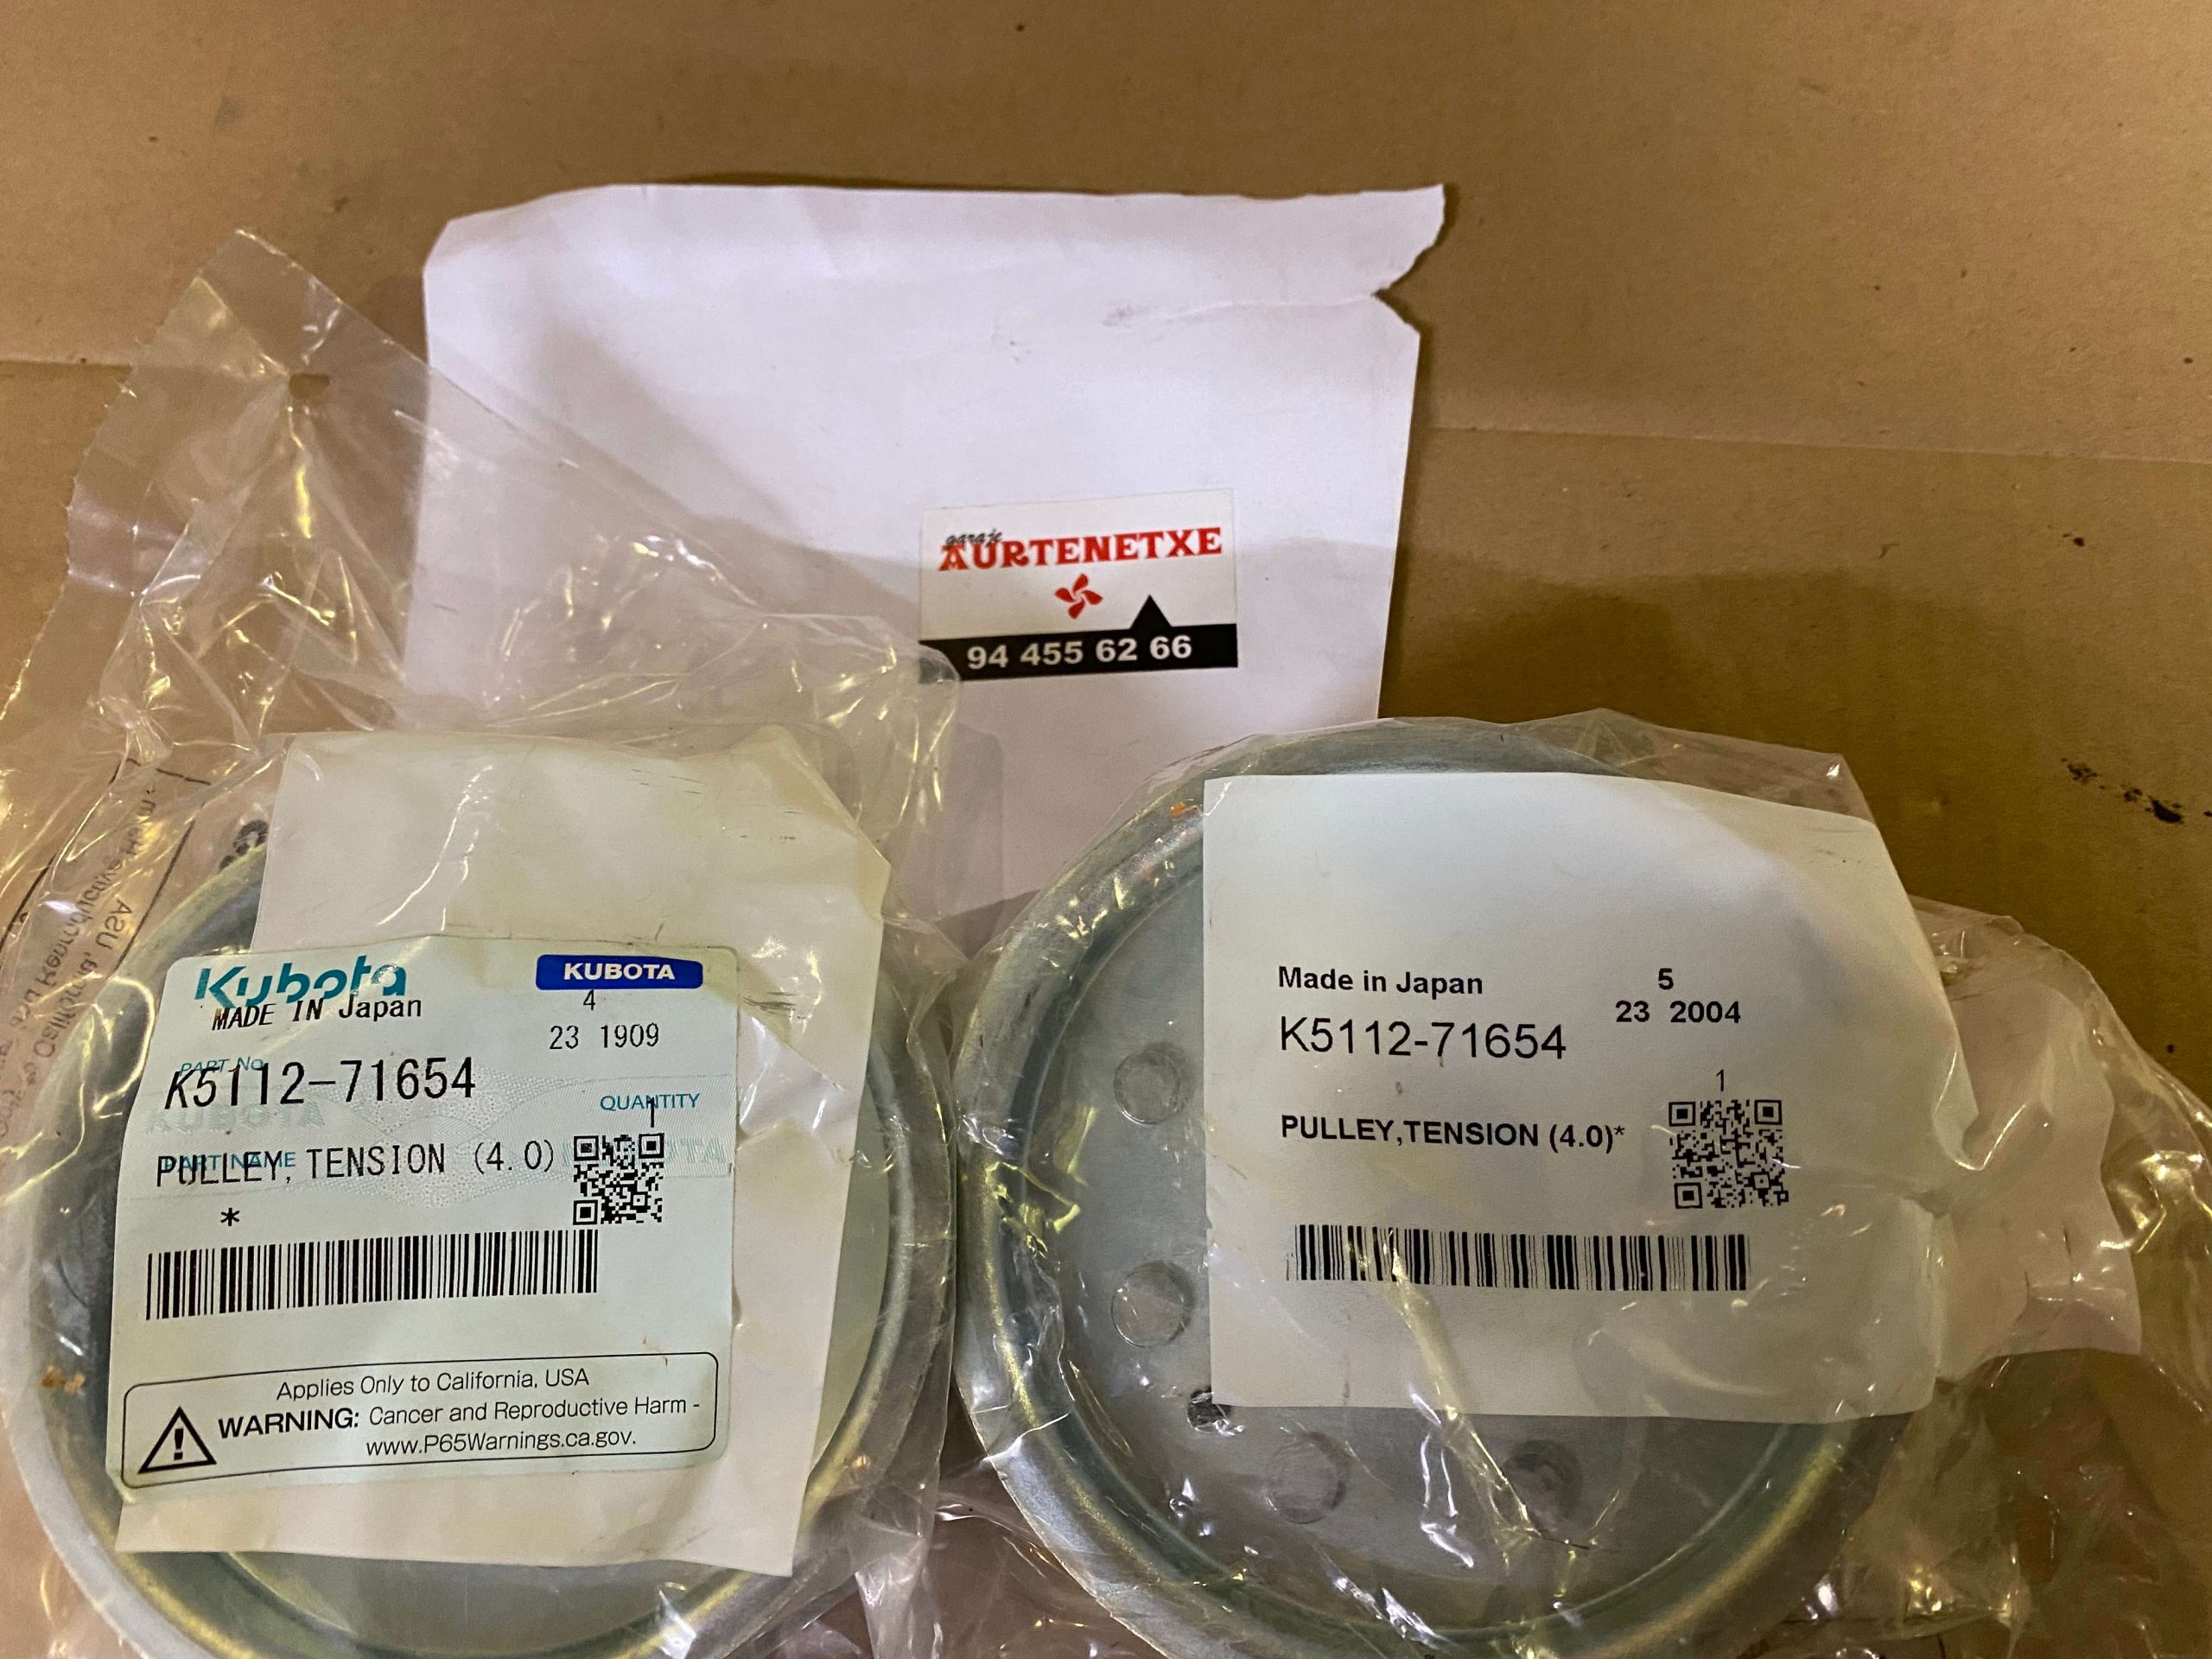 garaje
AURTENETXE
94 455 62 66
Kubota
KUBOTA
MADE IN Japan
4
23 1909
PART NO.
K5112-71654
QUANTITY
1
PART NAME
PULLEY, TENSION (4.0)
*
Applies Only to California, USA
WARNING: Cancer and Reproductive Harm -
www.P65Warnings.ca.gov.
Made in Japan
5
23 2004
K5112-71654
1
PULLEY,TENSION (4.0)*